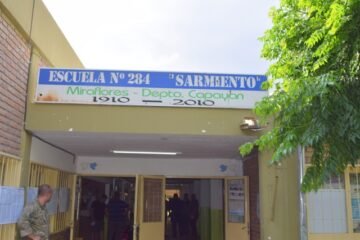 ESCUELA Nº 284 "SARMIENTO"
Miraflores - Depto. Capayán
1910 — 2010